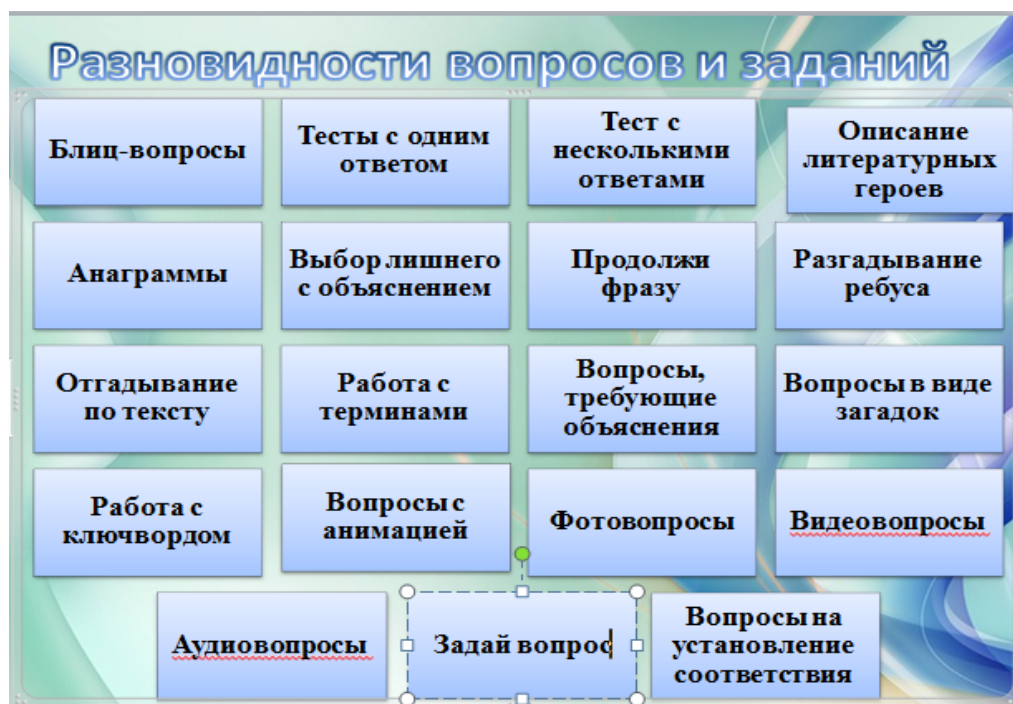 Разновидности вопросов и заданий
Блиц-вопросы
Тесты с одним
ответом
Тест с
несколькими
ответами
Описание
литературных
героев
Анаграммы
Выбор лишнего
с объяснением
Продолжи
фразу
Разгадывание
ребуса
Отгадывание
по тексту
Работа с
терминами
Вопросы,
требующие
объяснения
Вопросы в виде
загадок
Работа с
ключвордом
Вопросы с
анимацией
Фотовопросы
Видеовопросы
Аудиовопросы
Задай вопрос
Вопросы на
установление
соответствия